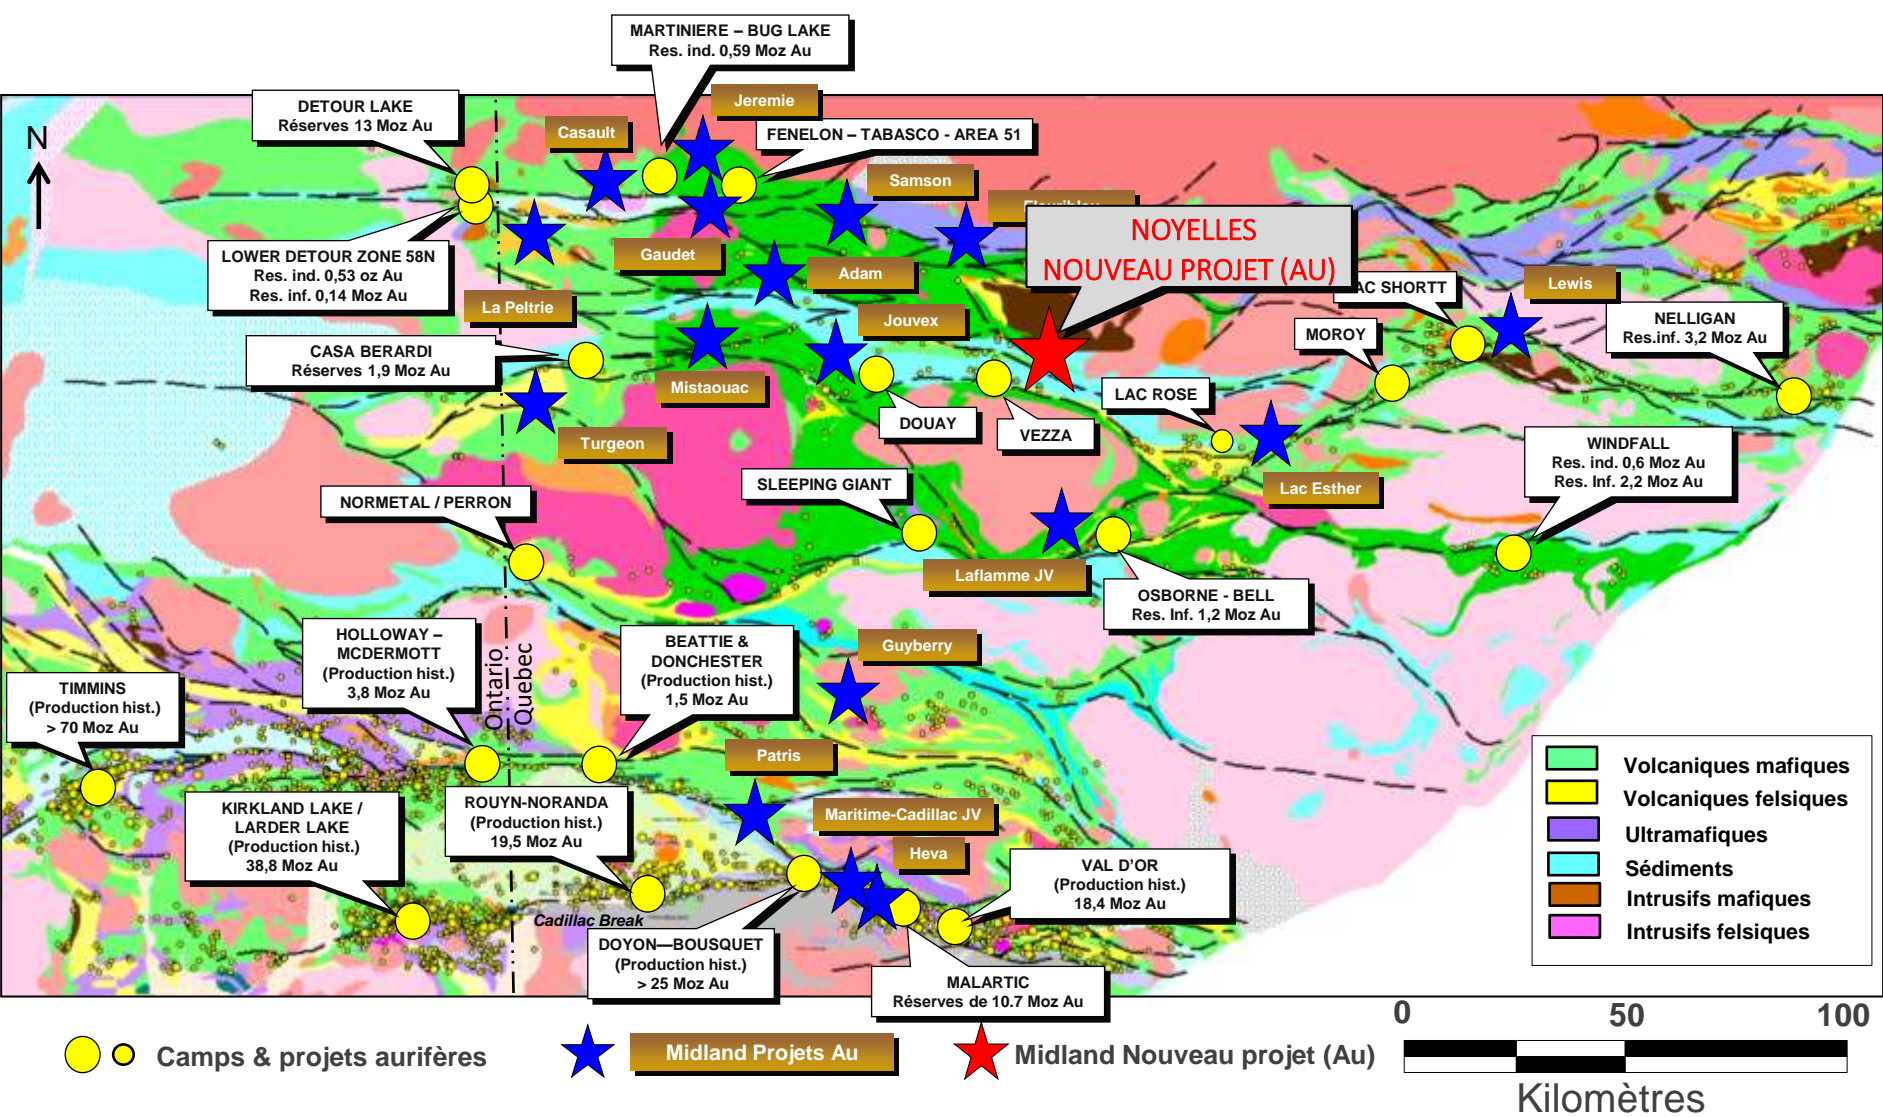 MARTINIERE – BUG LAKE
Res. ind. 0,59 Moz Au
DETOUR LAKE
Réserves 13 Moz Au
Jeremie
Casault
FENELON – TABASCO - AREA 51
N
Samson
NOYELLES
NOUVEAU PROJET (AU)
LOWER DETOUR ZONE 58N
Res. ind. 0,53 oz Au
Res. inf. 0,14 Moz Au
Gaudet
Adam
La Peltrie
Jouvex
SHORTT
Lewis
NELLIGAN
Res.inf. 3,2 Moz Au
MOROY
CASA BERARDI
Réserves 1,9 Moz Au
Mistaouac
LAC ROSE
DOUAY
VEZZA
Turgeon
WINDFALL
Res. ind. 0,6 Moz Au
Res. Inf. 2,2 Moz Au
SLEEPING GIANT
Lac Esther
NORMETAL / PERRON
Laflamme JV
OSBORNE - BELL
Res. Inf. 1,2 Moz Au
HOLLOWAY –
MCDERMOTT
(Production hist.)
3,8 Moz Au
Ontario
Quebec
BEATTIE &
DONCHESTER
(Production hist.)
1,5 Moz Au
Guyberry
TIMMINS
(Production hist.)
> 70 Moz Au
Patris
KIRKLAND LAKE /
LARDER LAKE
(Production hist.)
38,8 Moz Au
ROUYN-NORANDA
(Production hist.)
19,5 Moz Au
Maritime-Cadillac JV
Heva
VAL D'OR
(Production hist.)
18,4 Moz Au
Cadillac Break
DOYON—BOUSQUET
(Production hist.)
> 25 Moz Au
MALARTIC
Réserves de 10.7 Moz Au
Volcaniques mafiques
Volcaniques felsiques
Ultramafiques
Sédiments
Intrusifs mafiques
Intrusifs felsiques
0 50 100
Kilomètres
Camps & projets aurifères
Midland Projets Au
Midland Nouveau projet (Au)